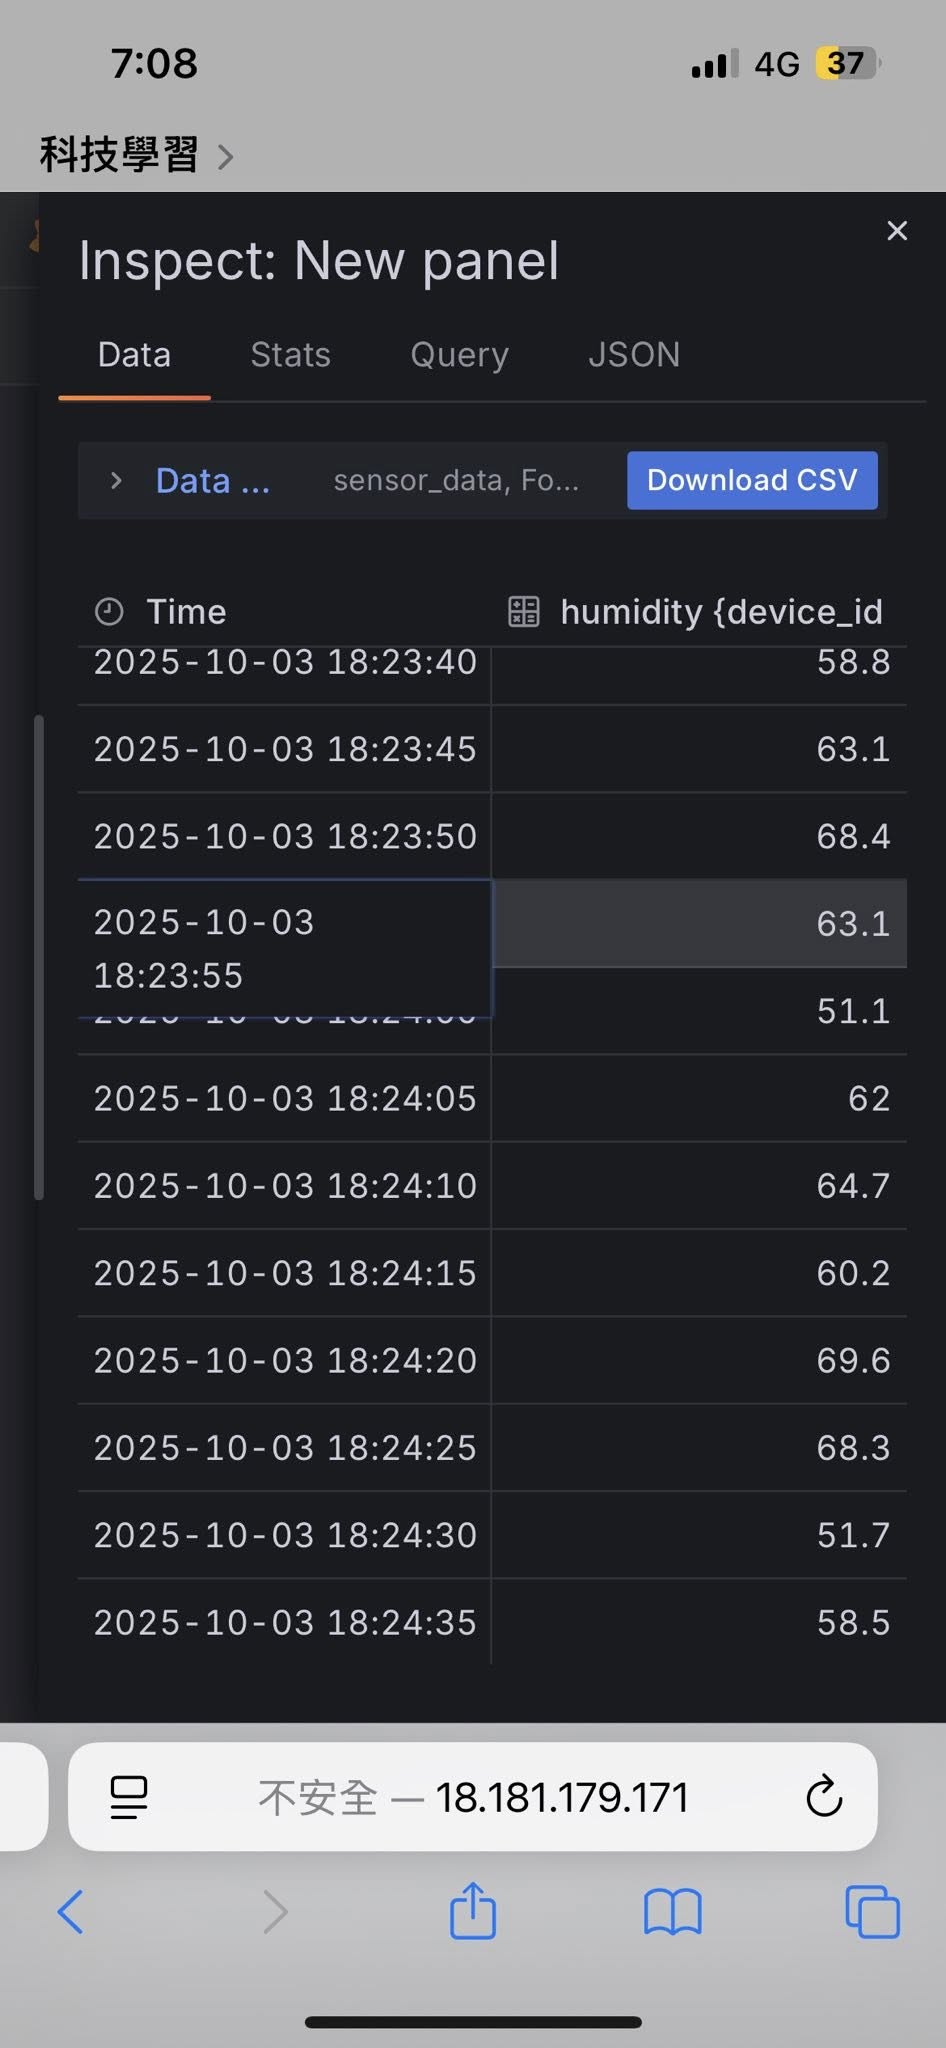 7:08 4G 37
科技學習
Inspect: New panel
Data Stats Query JSON
Data ... sensor_data, Fo... Download CSV
Time humidity {device_id
2025-10-03 18:23:40 58.8
2025-10-03 18:23:45 63.1
2025-10-03 18:23:50 68.4
2025-10-03 63.1
18:23:55
51.1
2025-10-03 18:24:05 62
2025-10-03 18:24:10 64.7
2025-10-03 18:24:15 60.2
2025-10-03 18:24:20 69.6
2025-10-03 18:24:25 68.3
2025-10-03 18:24:30 51.7
2025-10-03 18:24:35 58.5
不安全 — 18.181.179.171